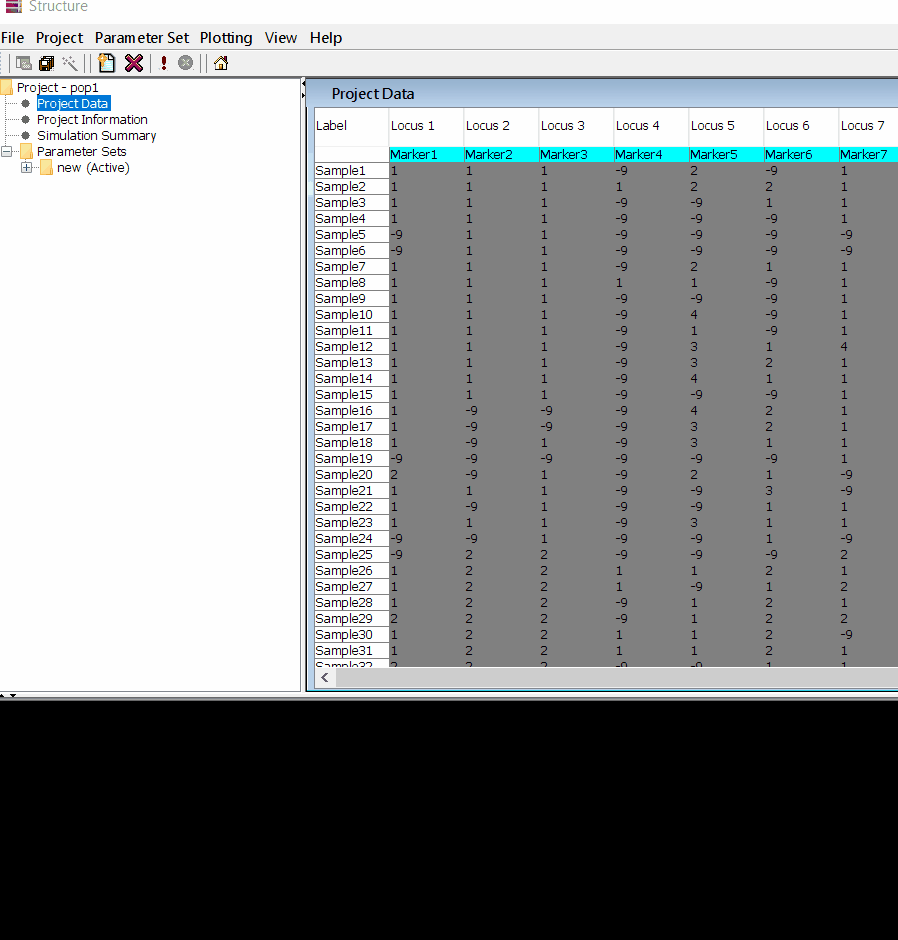 Structure
File Project Parameter Set Plotting View Help
Project - pop1
Project Data
Project Information
Simulation Summary
Parameter Sets
new (Active)
Project Data
Label Locus 1 Locus 2 Locus 3 Locus 4 Locus 5 Locus 6 Locus 7
Marker1 Marker2 Marker3 Marker4 Marker5 Marker6 Marker7
Sample1 1 1 1 -9 2 -9 1
Sample2 1 1 1 1 2 2 1
Sample3 1 1 1 -9 -9 1 1
Sample4 1 1 1 -9 -9 -9 1
Sample5 -9 1 1 -9 -9 -9 -9
Sample6 -9 1 1 -9 -9 -9 -9
Sample7 1 1 1 -9 2 1 1
Sample8 1 1 1 1 1 -9 1
Sample9 1 1 1 -9 -9 -9 1
Sample10 1 1 1 -9 4 -9 1
Sample11 1 1 1 -9 1 -9 1
Sample12 1 1 1 -9 3 1 4
Sample13 1 1 1 -9 3 2 1
Sample14 1 1 1 -9 4 1 1
Sample15 1 1 1 -9 -9 -9 1
Sample16 1 -9 -9 -9 4 2 1
Sample17 1 -9 -9 -9 3 2 1
Sample18 1 -9 1 -9 3 1 1
Sample19 -9 -9 -9 -9 -9 -9 1
Sample20 2 -9 1 -9 2 1 -9
Sample21 1 1 1 -9 -9 3 -9
Sample22 1 -9 1 -9 -9 1 1
Sample23 1 1 1 -9 3 1 1
Sample24 -9 -9 1 -9 -9 1 -9
Sample25 -9 2 2 -9 -9 -9 2
Sample26 1 2 2 1 1 2 1
Sample27 1 2 2 1 -9 1 2
Sample28 1 2 2 -9 1 2 1
Sample29 2 2 2 -9 1 2 2
Sample30 1 2 2 1 1 2 -9
Sample31 1 2 2 1 1 2 1
Sample32 2 2 2 -9 -9 1 1